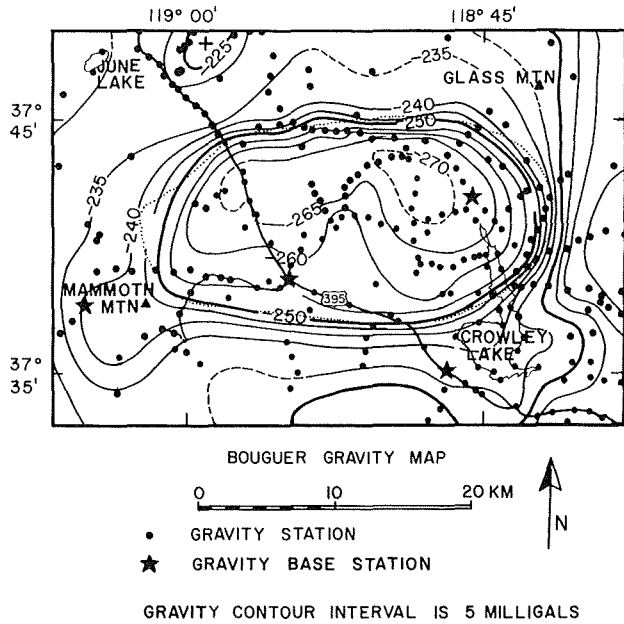 119 00'
118 45'
-225
+
JUNE
LAKE
-235
GLASS MTN
37
45'
-240
250
-270
-235
-265
-240
-260
395
MAMMOTH
MTN
-250
CROWLEY
LAKE
37
35'
BOUGUER GRAVITY MAP
0 10 20 KM
GRAVITY STATION
GRAVITY BASE STATION
N
GRAVITY CONTOUR INTERVAL IS 5 MILLIGALS